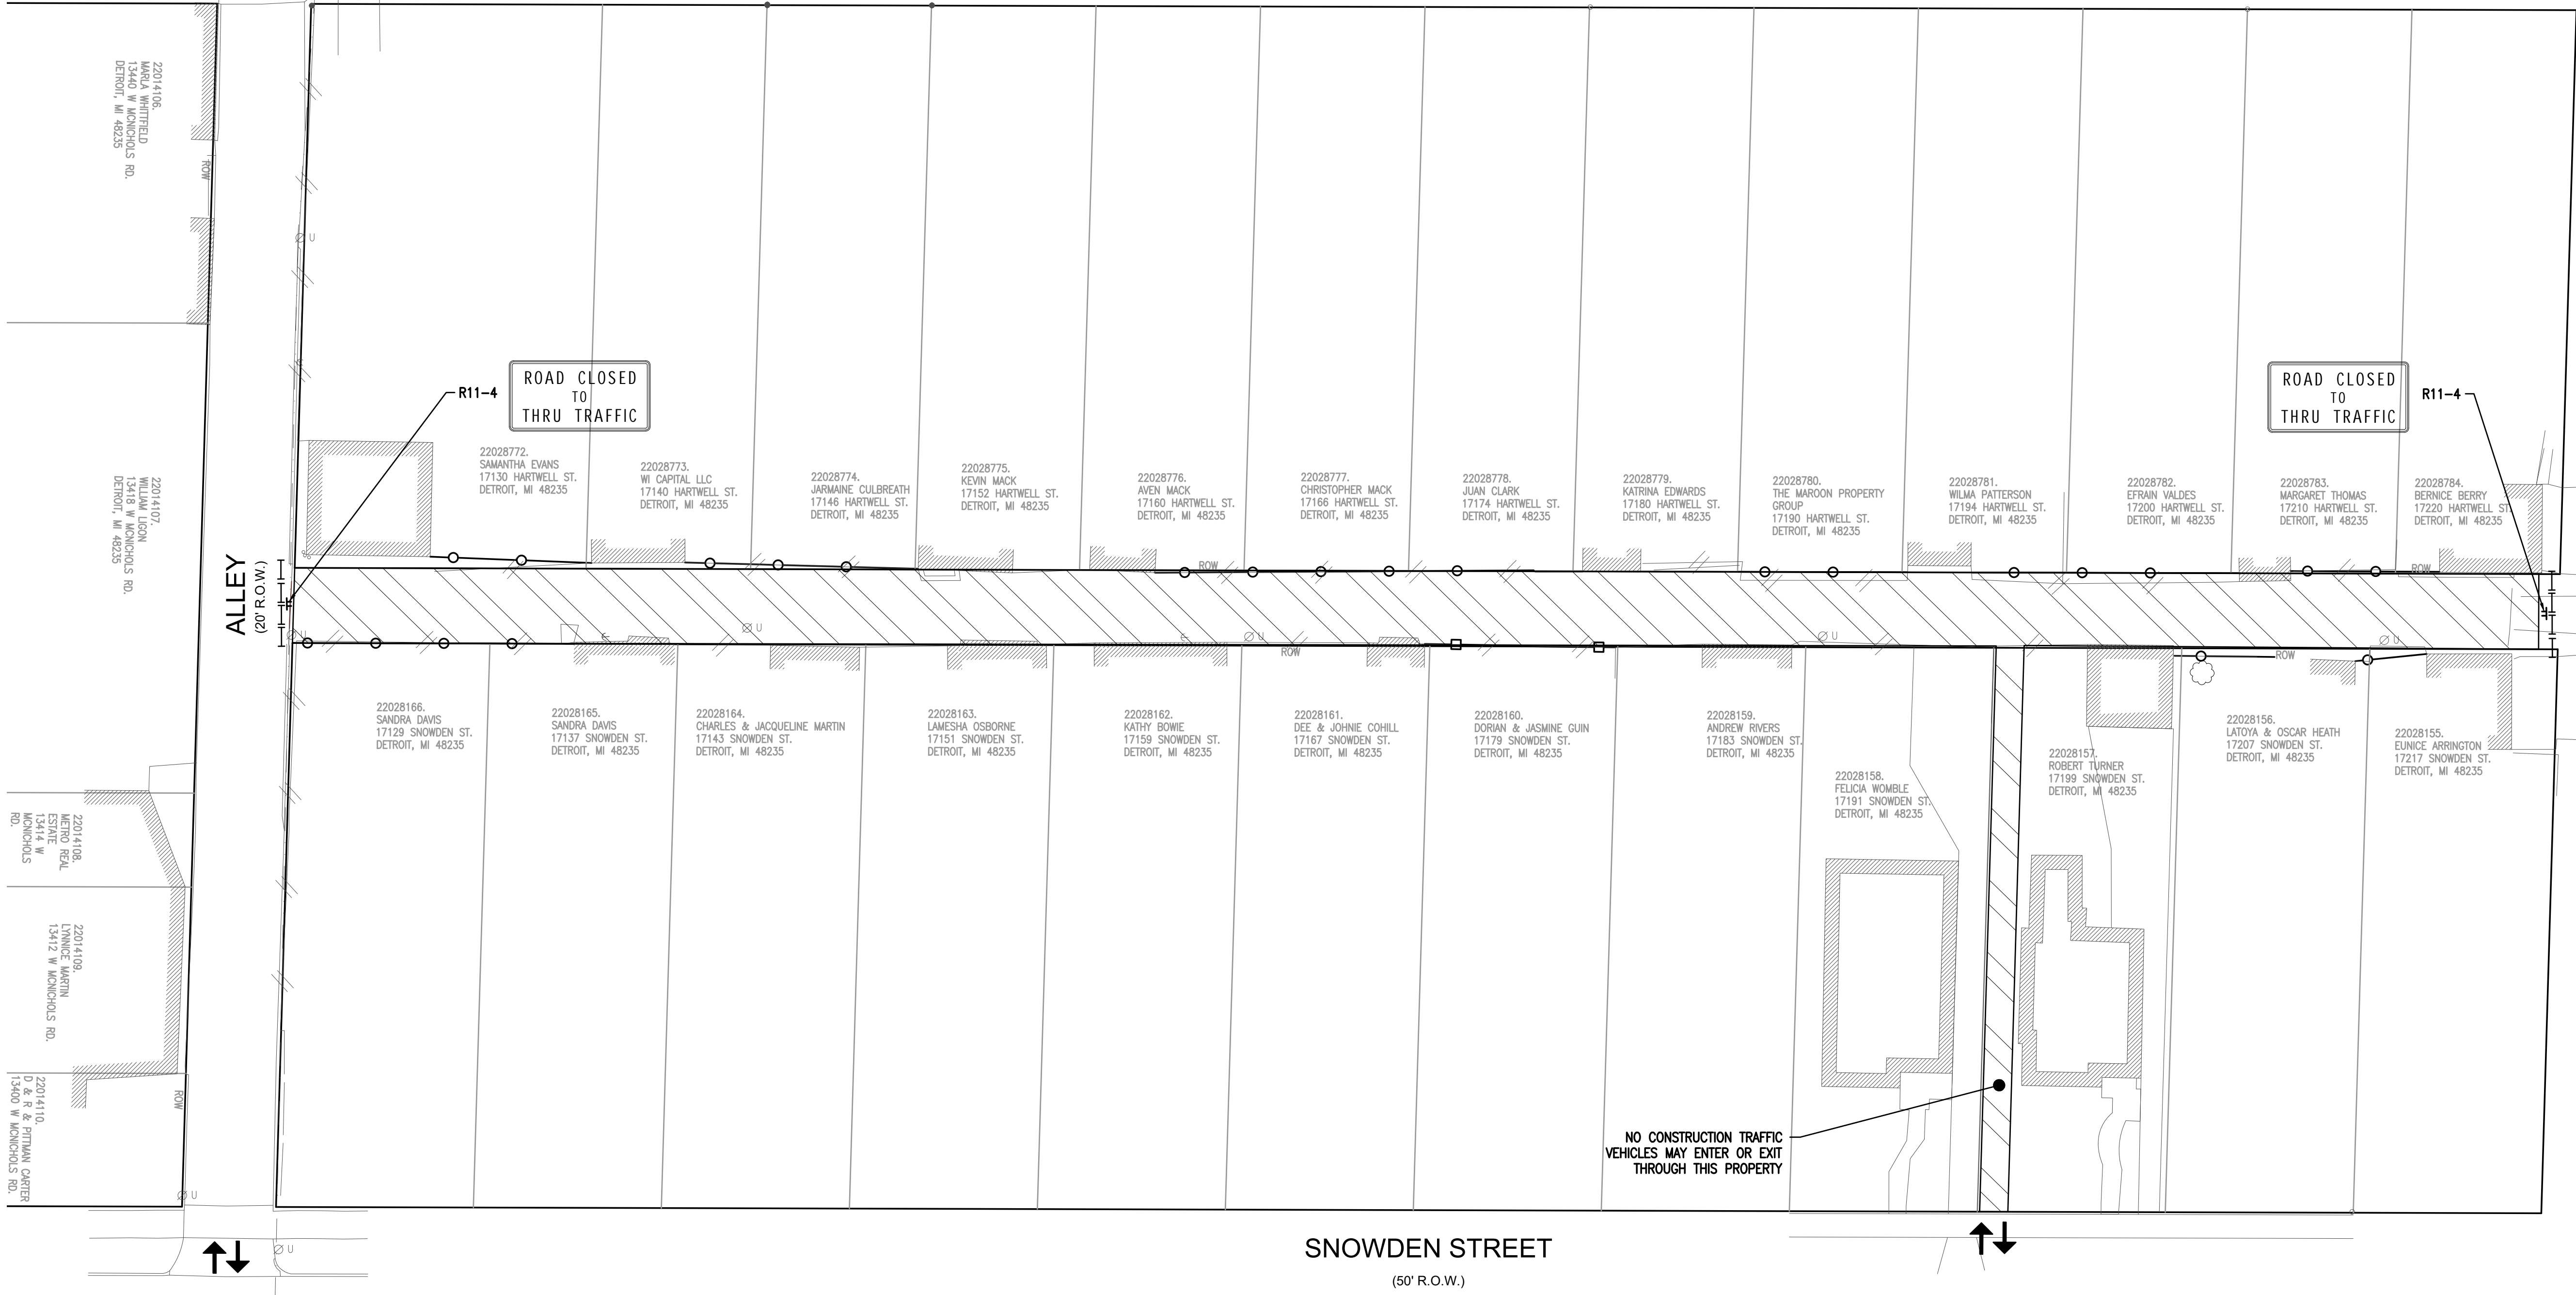 22014106.
MARLA WHITTFIELD
13440 W MCNICHOLS RD.
DETROIT, MI 48235
ROW
U
R11-4
ROAD CLOSED
TO
THRU TRAFFIC
ROAD CLOSED
TO
THRU TRAFFIC
R11-4
22028772.
SAMANTHA EVANS
17130 HARTWELL ST.
DETROIT, MI 48235
22028773.
WI CAPITAL LLC
17140 HARTWELL ST.
DETROIT, MI 48235
22028774.
JARMAINE CULBREATH
17146 HARTWELL ST.
DETROIT, MI 48235
22028775.
KEVIN MACK
17152 HARTWELL ST.
DETROIT, MI 48235
22028776.
AVEN MACK
17160 HARTWELL ST.
DETROIT, MI 48235
22028777.
CHRISTOPHER MACK
17166 HARTWELL ST.
DETROIT, MI 48235
22028778.
JUAN CLARK
17174 HARTWELL ST.
DETROIT, MI 48235
22028779.
KATRINA EDWARDS
17180 HARTWELL ST.
DETROIT, MI 48235
22028780.
THE MAROON PROPERTY
GROUP
17190 HARTWELL ST.
DETROIT, MI 48235
22028781.
WILMA PATTERSON
17194 HARTWELL ST.
DETROIT, MI 48235
22028782.
EFRAIN VALDES
17200 HARTWELL ST.
DETROIT, MI 48235
22028783.
MARGARET THOMAS
17210 HARTWELL ST.
DETROIT, MI 48235
22028784.
BERNICE BERRY
17220 HARTWELL ST.
DETROIT, MI 48235
22014107.
WILLIAM LIGON
13418 W MCNICHOLS RD.
DETROIT, MI 48235
ALLEY
(20' R.O.W.)
ROW
ROW
U
U
U
U
U
ROW
ROW
22028166.
SANDRA DAVIS
17129 SNOWDEN ST.
DETROIT, MI 48235
22028165.
SANDRA DAVIS
17137 SNOWDEN ST.
DETROIT, MI 48235
22028164.
CHARLES & JACQUELINE MARTIN
17143 SNOWDEN ST.
DETROIT, MI 48235
22028163.
LAMESHA OSBORNE
17151 SNOWDEN ST.
DETROIT, MI 48235
22028162.
KATHY BOWIE
17159 SNOWDEN ST.
DETROIT, MI 48235
22028161.
DEE & JOHNIE COHILL
17167 SNOWDEN ST.
DETROIT, MI 48235
22028160.
DORIAN & JASMINE GUIN
17179 SNOWDEN ST.
DETROIT, MI 48235
22028159.
ANDREW RIVERS
17183 SNOWDEN ST.
DETROIT, MI 48235
22028158.
FELICIA WOMBLE
17191 SNOWDEN ST.
DETROIT, MI 48235
22028157.
ROBERT TURNER
17199 SNOWDEN ST.
DETROIT, MI 48235
22028156.
LATOYA & OSCAR HEATH
17207 SNOWDEN ST.
DETROIT, MI 48235
22028155.
EUNICE ARRINGTON
17217 SNOWDEN ST.
DETROIT, MI 48235
22014108.
METRO REAL
ESTATE
13414 W
MCNICHOLS
RD.
22014109.
LYNNICE MARTIN
13412 W MCNICHOLS RD.
22014110.
D & R & PITTMAN CARTER
13400 W MCNICHOLS RD.
ROW
U
U
NO CONSTRUCTION TRAFFIC
VEHICLES MAY ENTER OR EXIT
THROUGH THIS PROPERTY
SNOWDEN STREET
(50' R.O.W.)